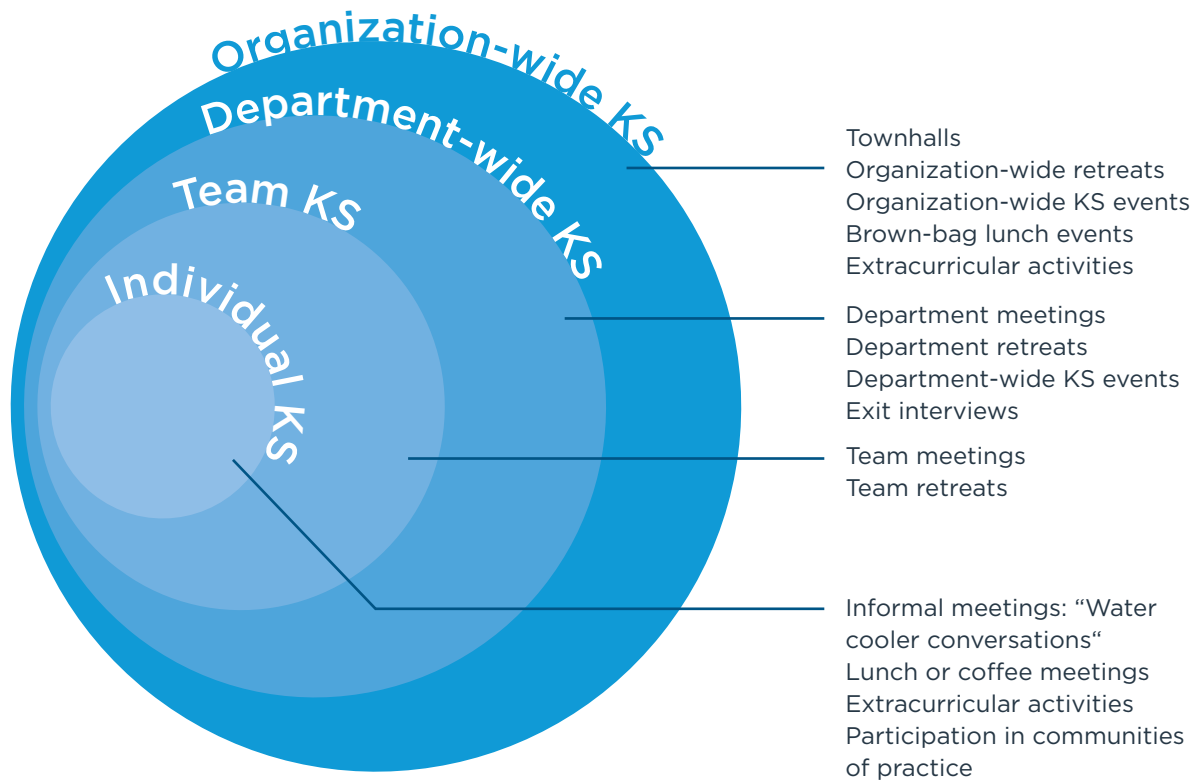 Organization-wide KS
Department-wide KS
Team KS
Individual KS
Townhalls
Organization-wide retreats
Organization-wide KS events
Brown-bag lunch events
Extracurricular activities
Department meetings
Department retreats
Department-wide KS events
Exit interviews
Team meetings
Team retreats
Informal meetings: “Water
cooler conversations“
Lunch or coffee meetings
Extracurricular activities
Participation in communities
of practice